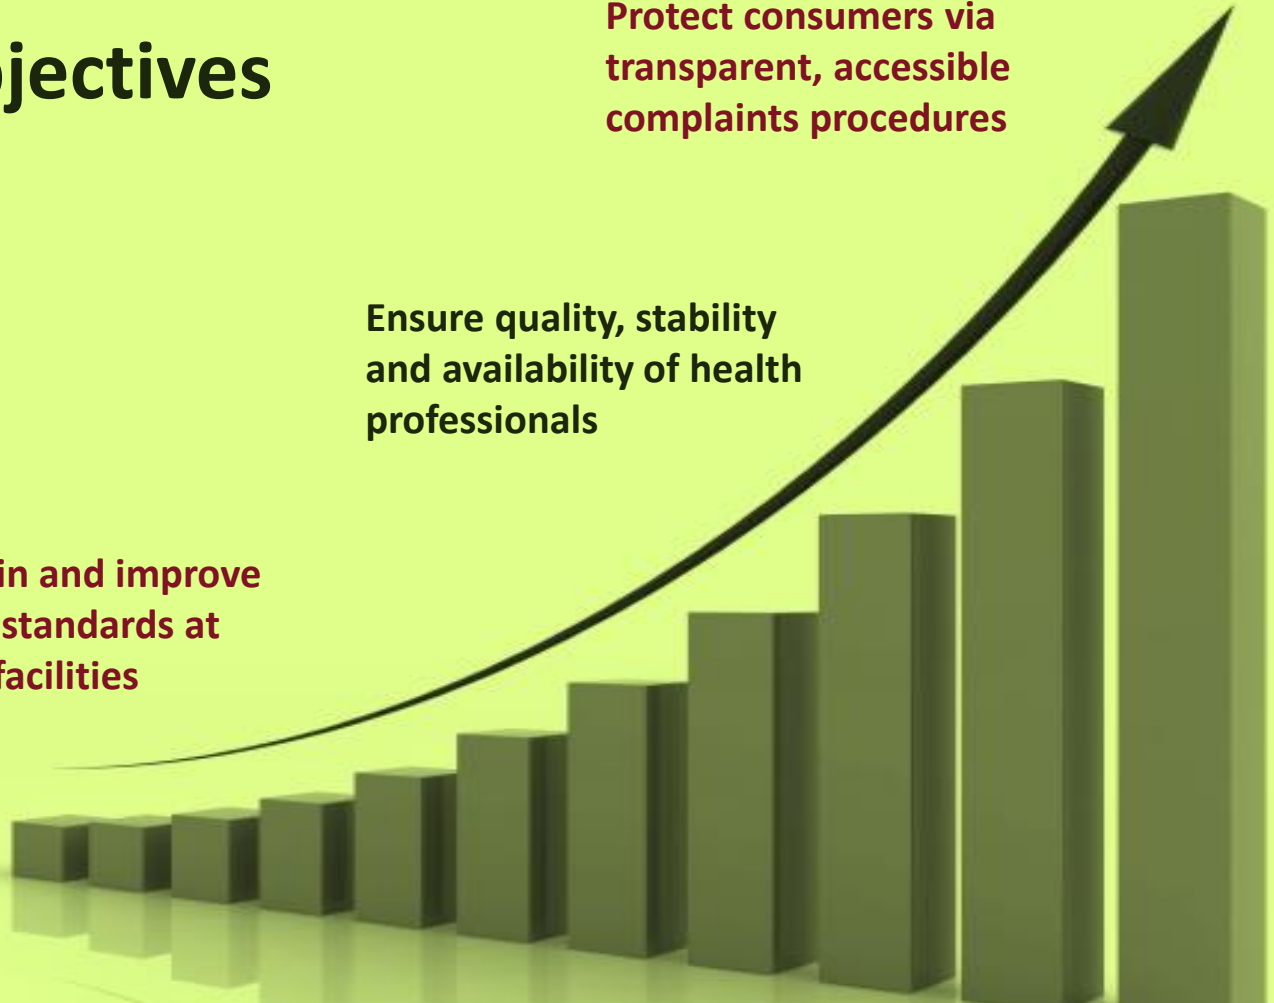 jectives
Protect consumers via
transparent, accessible
complaints procedures
Ensure quality, stability
and availability of health
professionals
in and improve
standards at
facilities